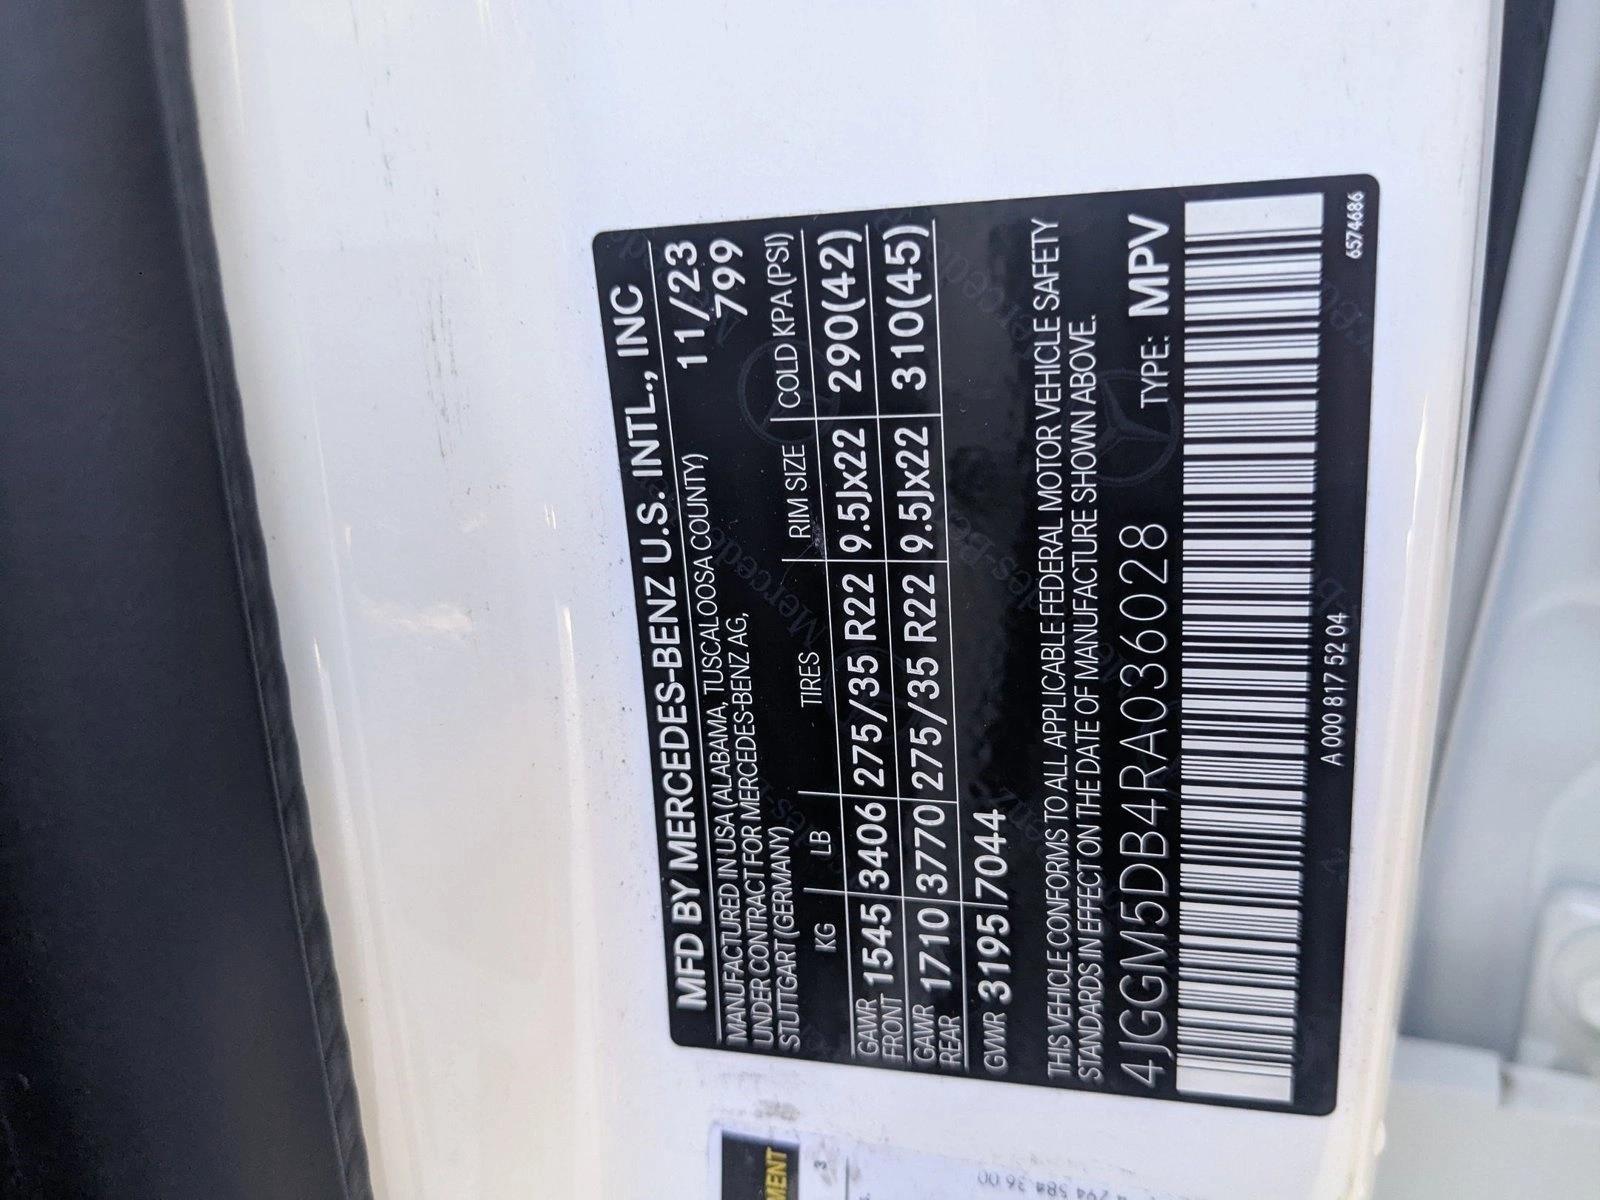 MFD BY MERCEDES-BENZ U.S. INTL., INC
MANUFACTURED IN USA (ALABAMA, TUSCALOOSA COUNTY) 11/23
UNDER CONTRACT FOR MERCEDES-BENZ AG, 799
STUTTGART (GERMANY)
KG LB TIRES RIM SIZE COLD KPA (PSI)
GAWR FRONT 1545 3406 275/35 R22 9.5Jx22 290(42)
GAWR REAR 1710 3770 275/35 R22 9.5Jx22 310(45)
GVWR 3195 7044
THIS VEHICLE CONFORMS TO ALL APPLICABLE FEDERAL MOTOR VEHICLE SAFETY
STANDARDS IN EFFECT ON THE DATE OF MANUFACTURE SHOWN ABOVE.
4JGGM5DB4RA036028 TYPE: MPV
A 000 817 52 04 6574686